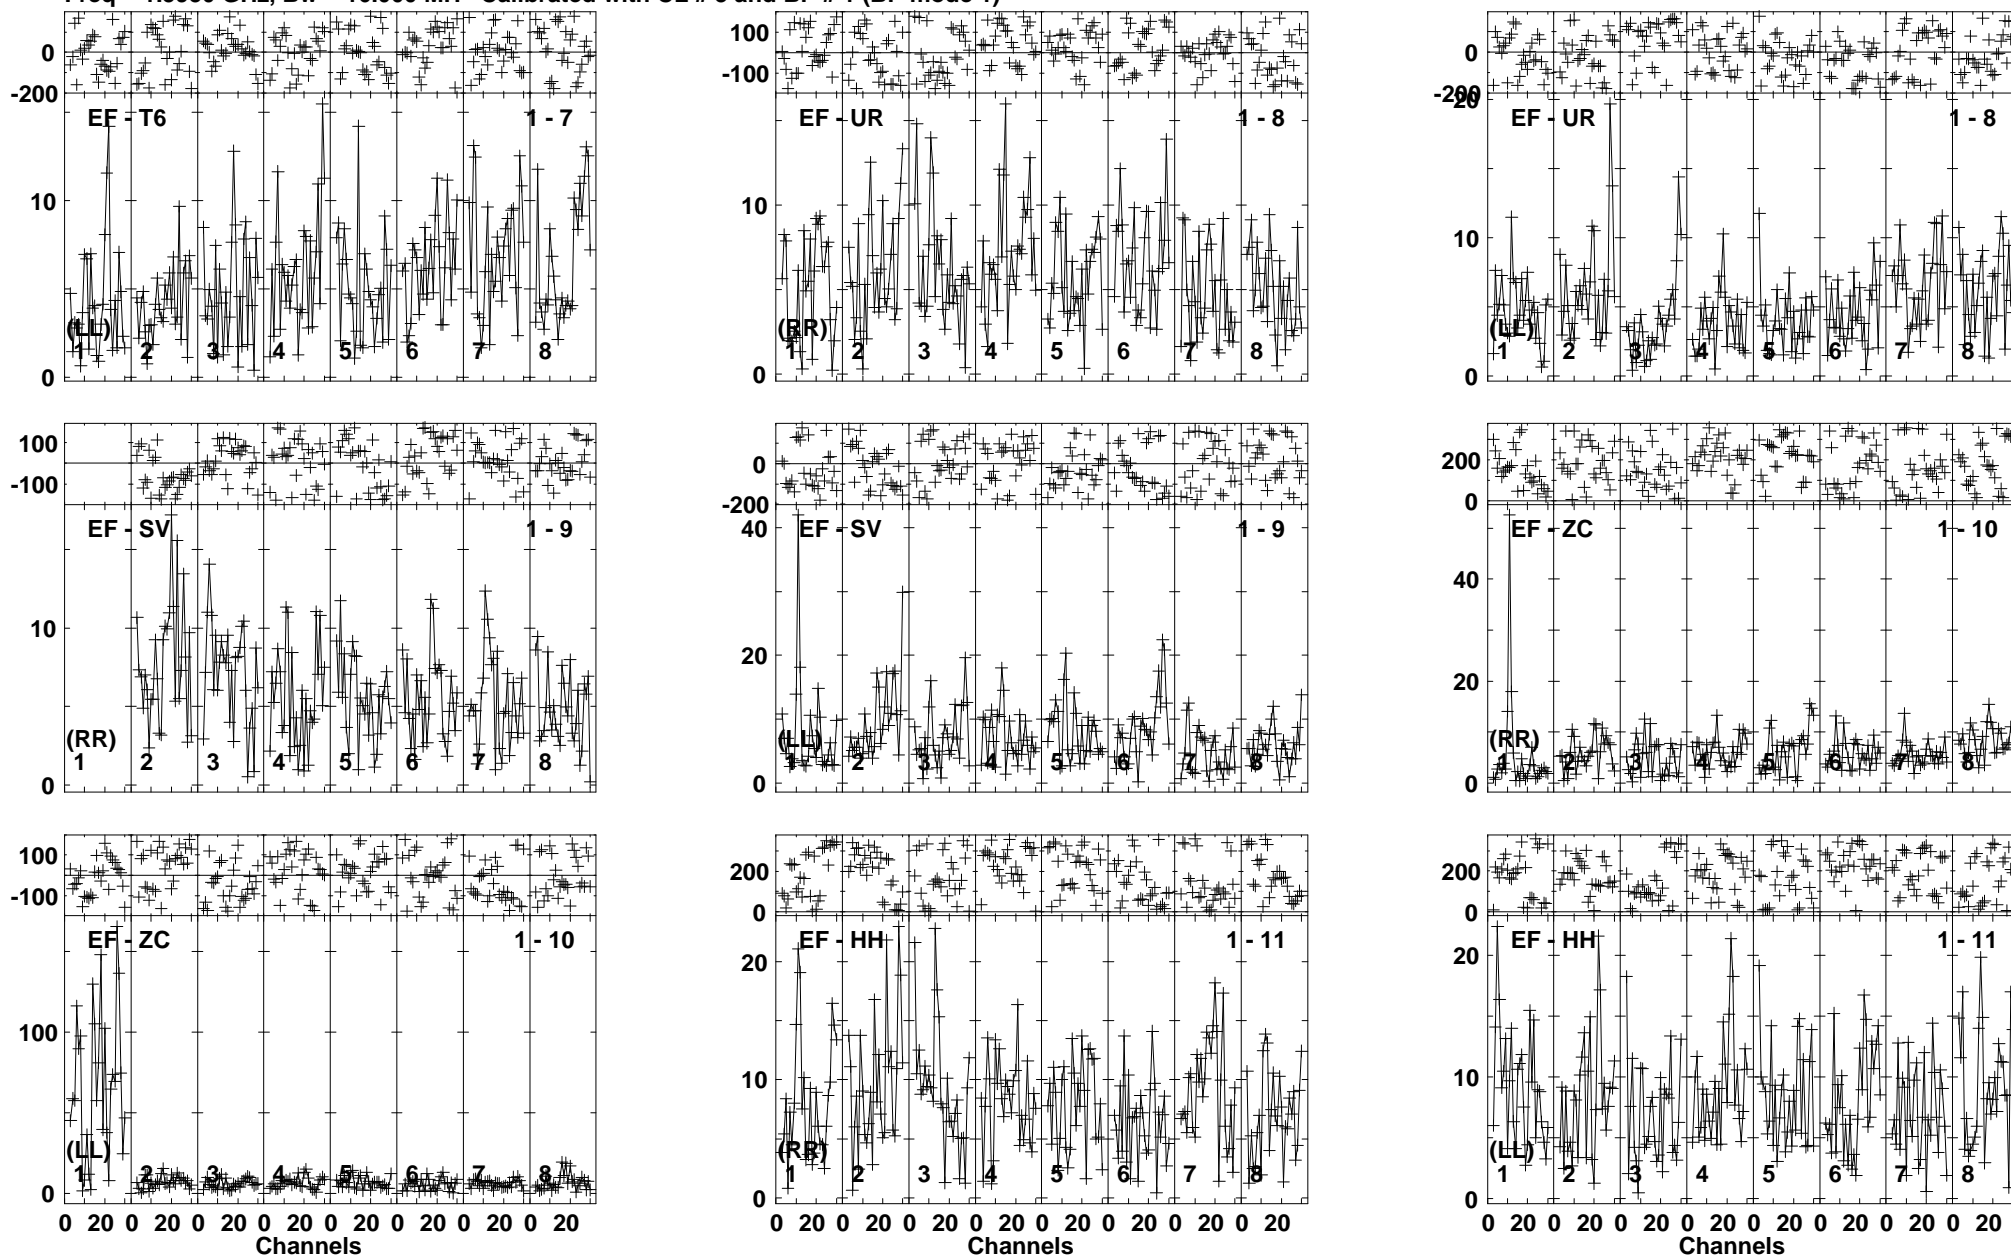 GHz, Calibrated with and
0 100 0
-200 -100 -200
EF - T6 1 - 7 EF - UR 1 - 8 20 EF - UR 1 - 8
10 10 10
(LL) (RR) (LL)
1 2 3 4 5 6 7 8 1 2 3 4 5 6 7 8 1 2 3 4 5 6 7 8
0 0 0
100 0 200
-100 -200 0
EF - SV 1 - 9 EF - SV 1 - 9 EF - ZC 1 - 10
10 40 20 40 20
(RR) (LL) (RR)
1 2 3 4 5 6 7 8 1 2 3 4 5 6 7 8 1 2 3 4 5 6 7 8
0 0 0
100 200 200
-100 0 0
EF - ZC 1 - 10 EF - HH 1 - 11 EF - HH 1 - 11
100 20 10 20 10
(LL) (RR) (LL)
1 2 3 4 5 6 7 8 1 2 3 4 5 6 7 8 1 2 3 4 5 6 7 8
0 0 0
0 20 0 20 0 20 0 20 0 20 0 20 0 20 0 20 0 20 0 20 0 20 0 20 0 20 0 20 0 20 0 20 0 20 0 20 0 20 0 20 0 20 0 20 0 20 0 20
Channels Channels Channels